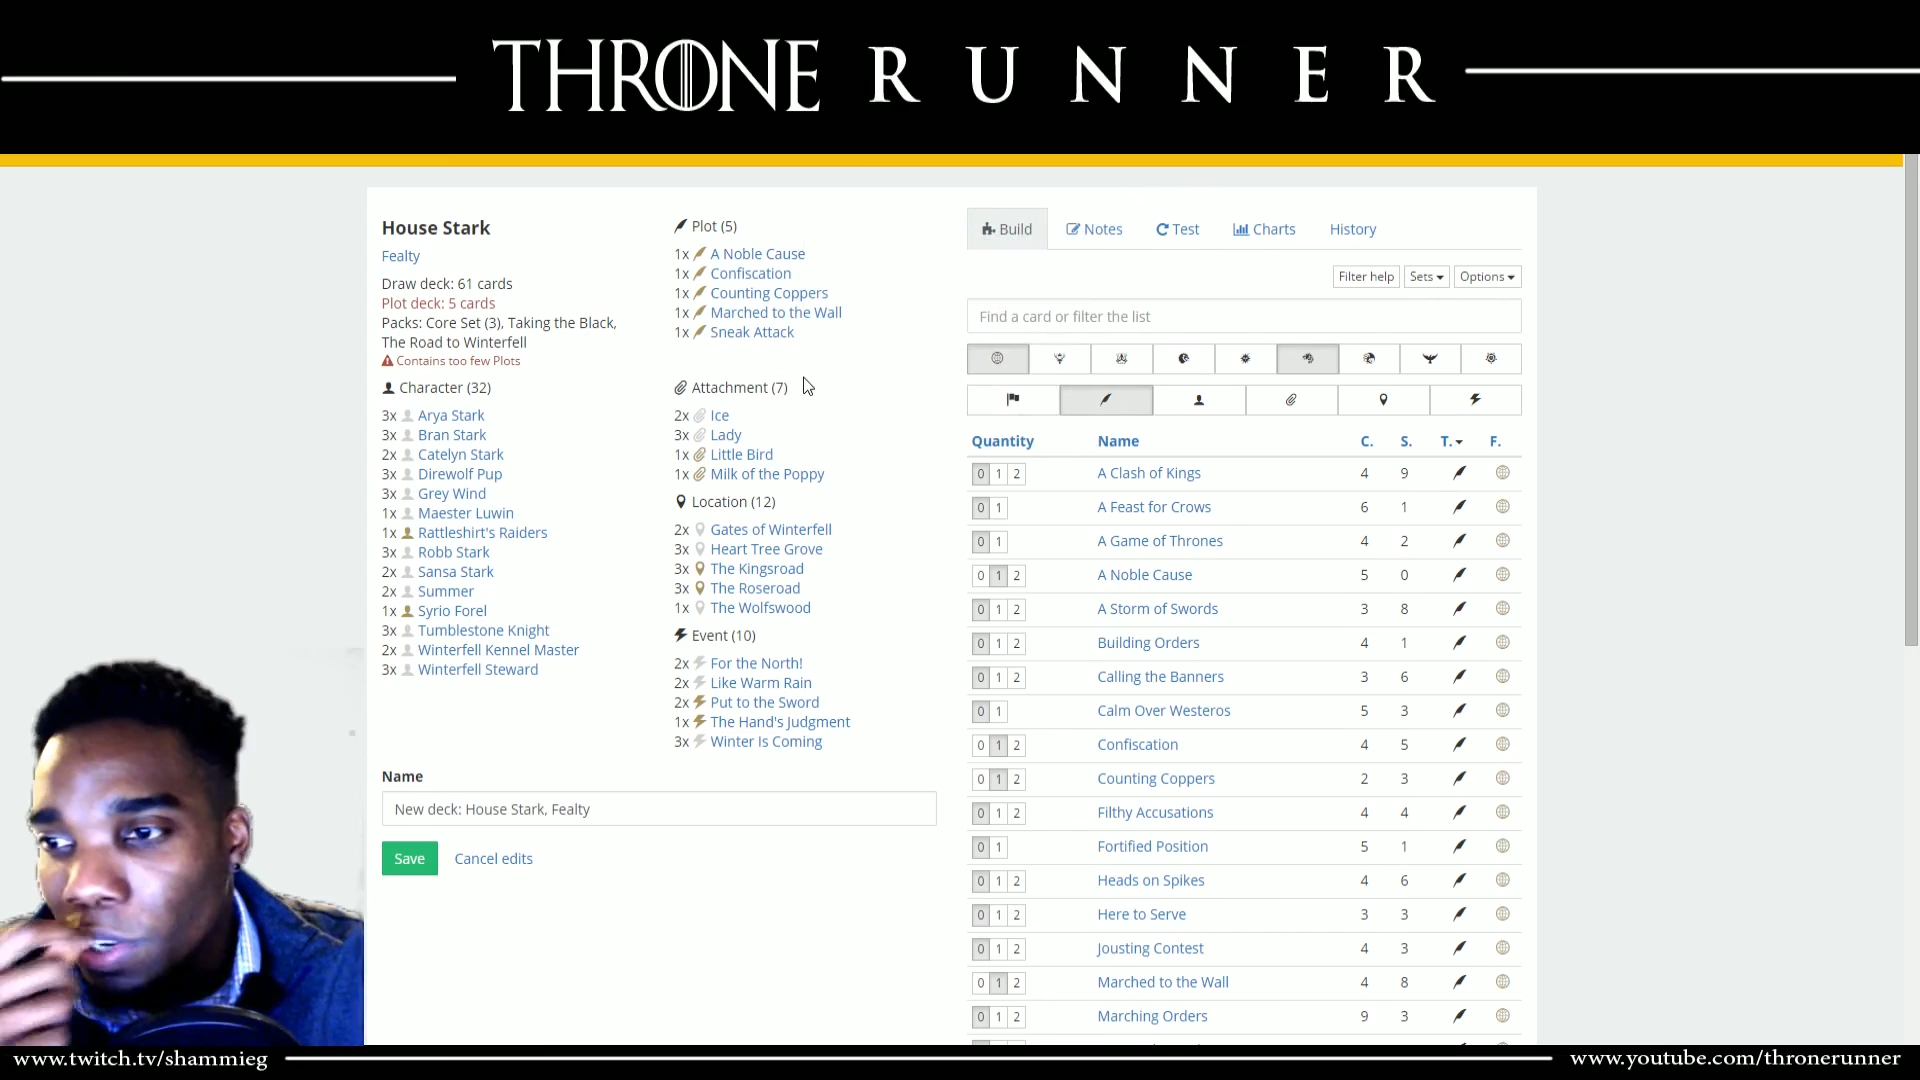 THRONE RUNNER
House Stark
Fealty
Draw deck: 61 cards
Plot deck: 5 cards
Packs: Core Set (3), Taking the Black,
The Road to Winterfell
Contains too few Plots
Character (32)
3x Arya Stark
3x Bran Stark
2x Catelyn Stark
3x Direwolf Pup
3x Grey Wind
1x Maester Luwin
1x Rattleshirt's Raiders
3x Robb Stark
2x Sansa Stark
2x Summer
1x Syrio Forel
3x Tumblestone Knight
2x Winterfell Kennel Master
3x Winterfell Steward
Plot (5)
1x A Noble Cause
1x Confiscation
1x Counting Coppers
1x Marched to the Wall
1x Sneak Attack
Attachment (7)
2x Ice
3x Lady
1x Little Bird
1x Milk of the Poppy
Location (12)
2x Gates of Winterfell
3x Heart Tree Grove
3x The Kingsroad
3x The Roseroad
1x The Wolfswood
Event (10)
2x For the North!
2x Like Warm Rain
2x Put to the Sword
1x The Hand's Judgment
3x Winter Is Coming
Name
New deck: House Stark, Fealty
Save Cancel edits
Build Notes Test Charts History
Filter help Sets Options
Find a card or filter the list
Quantity Name C. S. T. F.
0 1 2 A Clash of Kings 4 9
0 1 A Feast for Crows 6 1
0 1 A Game of Thrones 4 2
0 1 2 A Noble Cause 5 0
0 1 2 A Storm of Swords 3 8
0 1 2 Building Orders 4 1
0 1 2 Calling the Banners 3 6
0 1 Calm Over Westeros 5 3
0 1 2 Confiscation 4 5
0 1 2 Counting Coppers 2 3
0 1 2 Filthy Accusations 4 4
0 1 Fortified Position 5 1
0 1 2 Heads on Spikes 4 6
0 1 2 Here to Serve 3 3
0 1 2 Jousting Contest 4 3
0 1 2 Marched to the Wall 4 8
0 1 2 Marching Orders 9 3
www.twitch.tv/shammieg
www.youtube.com/thronerunner